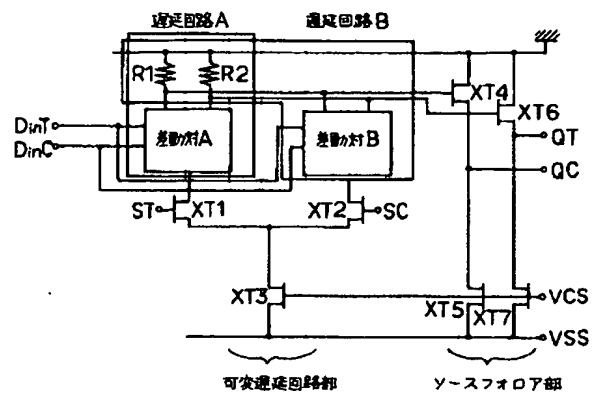 遅延回路A 遅延回路B
R1 R2
XT4
XT6
DinT
DinC
差動対A
差動対B
QT
QC
ST XT1 XT2 SC
XT3
XT5 XT7 VCS
VSS
可変遅延回路部 ソースフォロア部